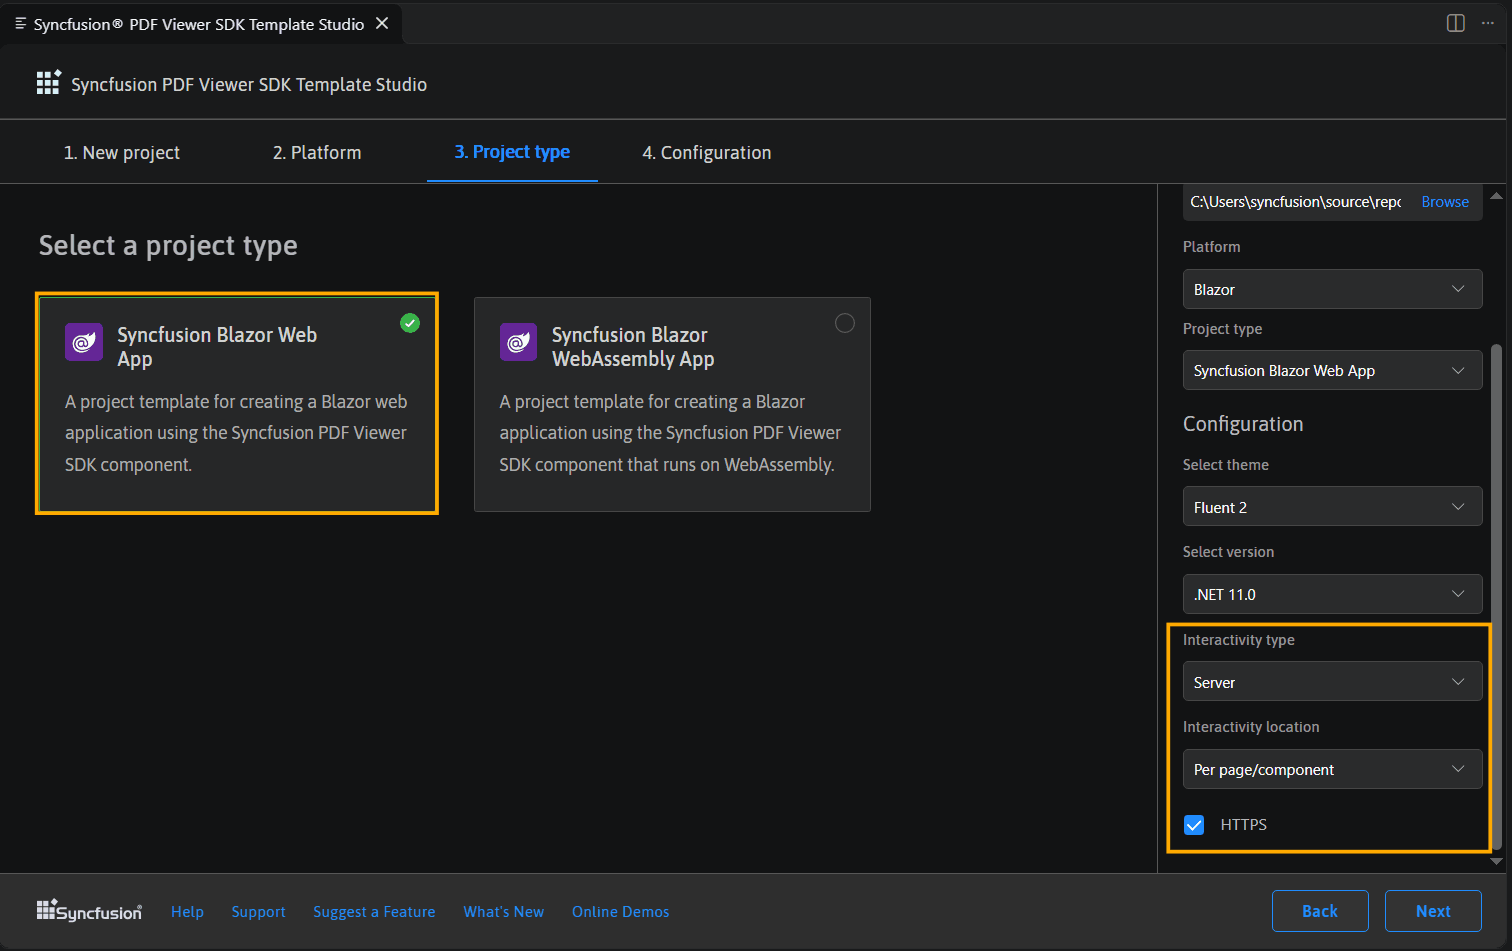 Syncfusion® PDF Viewer SDK Template Studio
Syncfusion PDF Viewer SDK Template Studio
1. New project
2. Platform
3. Project type
4. Configuration
Select a project type
Syncfusion Blazor Web
App
A project template for creating a Blazor web
application using the Syncfusion PDF Viewer
SDK component.
Syncfusion Blazor
WebAssembly App
A project template for creating a Blazor
application using the Syncfusion PDF Viewer
SDK component that runs on WebAssembly.
C:\Users\syncfusion\source\repo
Browse
Platform
Blazor
Project type
Syncfusion Blazor Web App
Configuration
Select theme
Fluent 2
Select version
.NET 11.0
Interactivity type
Server
Interactivity location
Per page/component
HTTPS
Syncfusion®
Help
Support
Suggest a Feature
What's New
Online Demos
Back
Next